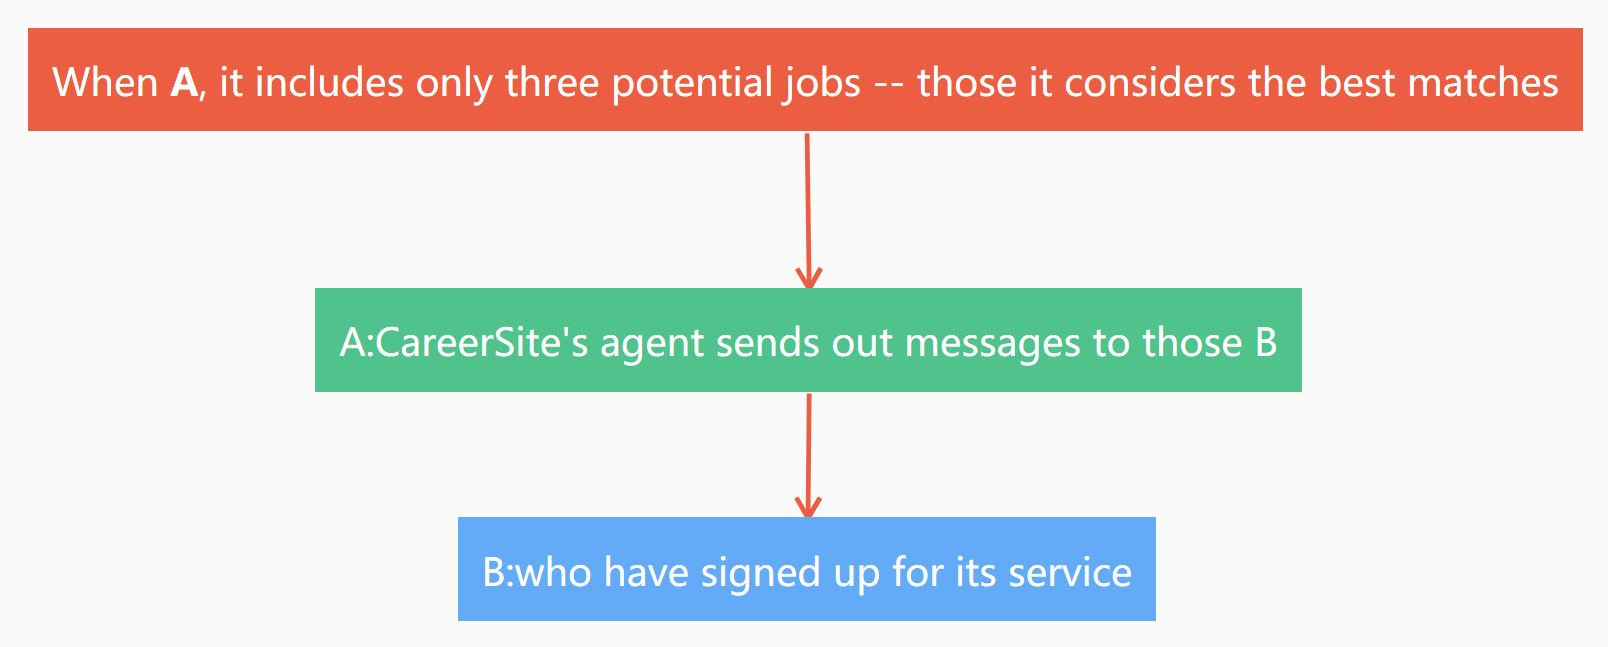 When A, it includes only three potential jobs -- those it considers the best matches
A:CareerSite's agent sends out messages to those B
B:who have signed up for its service